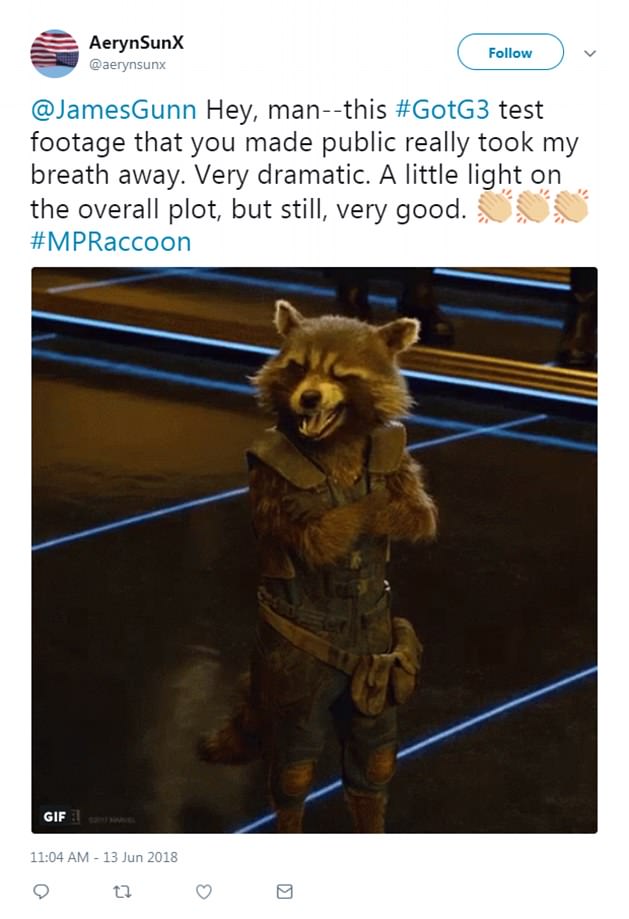 AerynSunX
@aerynsunx
Follow
@JamesGunn Hey, man--this #GotG3 test
footage that you made public really took my
breath away. Very dramatic. A little light on
the overall plot, but still, very good. 👏🏼👏🏼👏🏼
#MPRaccoon
GIF
©2017 MARVEL
11:04 AM - 13 Jun 2018